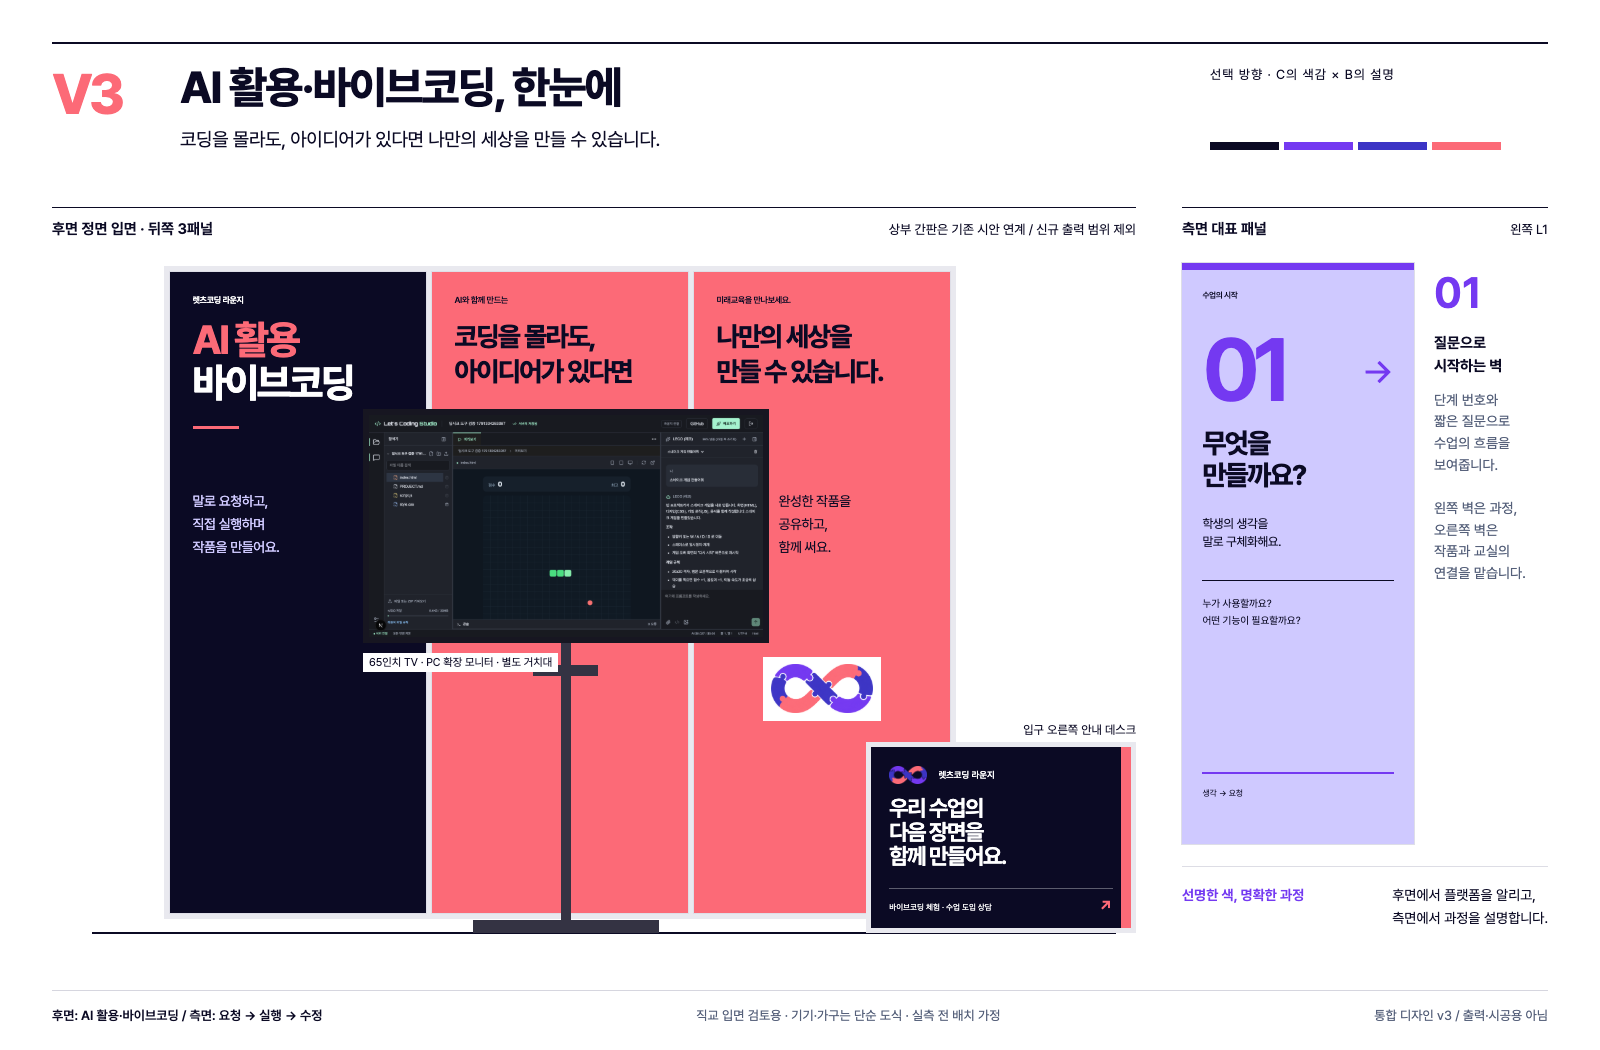 V3
AI 활용·바이브코딩, 한눈에
코딩을 몰라도, 아이디어가 있다면 나만의 세상을 만들 수 있습니다.
선택 방향 · C의 색감 × B의 설명
후면 정면 입면 · 뒤쪽 3패널
상부 간판은 기존 시안 연계 / 신규 출력 범위 제외
렛츠코딩 라운지
AI 활용
바이브코딩
말로 요청하고,
직접 실행하며
작품을 만들어요.
AI와 함께 만드는
코딩을 몰라도,
아이디어가 있다면
미래교육을 만나보세요.
나만의 세상을
만들 수 있습니다.
Let's Coding Studio
GitHub
index.html
0
0
완성한 작품을
공유하고,
함께 써요.
65인치 TV · PC 확장 모니터 · 별도 거치대
입구 오른쪽 안내 데스크
렛츠코딩 라운지
우리 수업의
다음 장면을
함께 만들어요.
바이브코딩 체험 · 수업 도입 상담
측면 대표 패널
왼쪽 L1
수업의 시작
01
→
무엇을
만들까요?
학생의 생각을
말로 구체화해요.
누가 사용할까요?
어떤 기능이 필요할까요?
생각 → 요청
01
질문으로
시작하는 벽
단계 번호와
짧은 질문으로
수업의 흐름을
보여줍니다.
왼쪽 벽은 과정,
오른쪽 벽은
작품과 교실의
연결을 맡습니다.
선명한 색, 명확한 과정
후면에서 플랫폼을 알리고,
측면에서 과정을 설명합니다.
후면: AI 활용·바이브코딩 / 측면: 요청 → 실행 → 수정
직교 입면 검토용 · 기기·가구는 단순 도식 · 실측 전 배치 가정
통합 디자인 v3 / 출력·시공용 아님